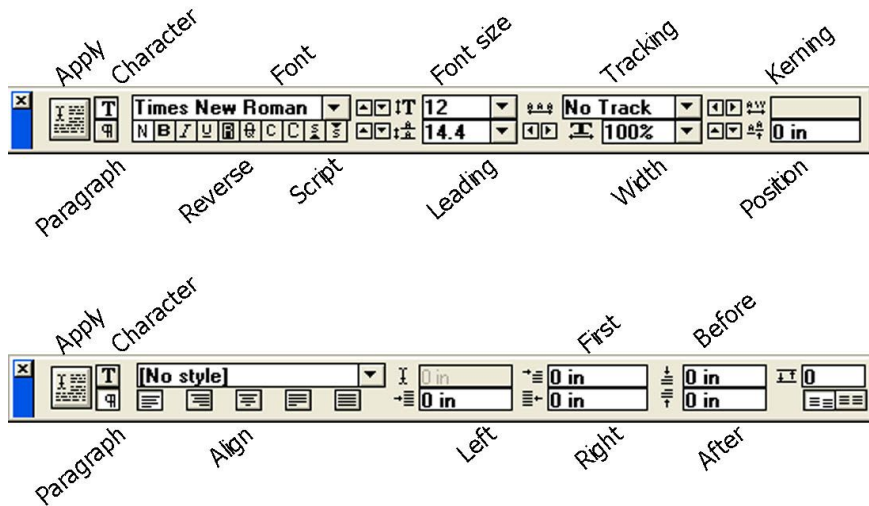 Apply Character Font Font size Tracking Kerning
T Times New Roman T 12 No Track
¶ N B I U R C C 14.4 100% 0 in
Paragraph Reverse Script Leading Width Position
Apply Character First Before
T [No style] 0 in 0 in 0 in 0
¶ 0 in 0 in 0 in
Paragraph Align Left Right After